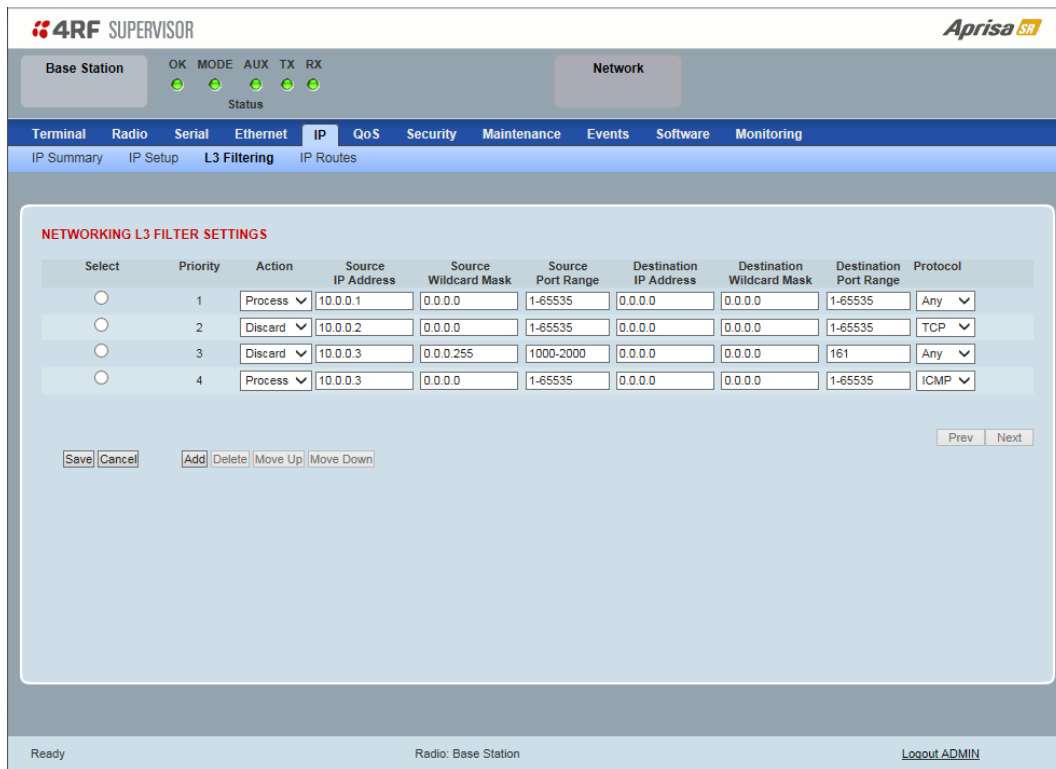 4RF SUPERVISOR
Aprisa SR
Base Station
OK MODE AUX TX RX
Status
Network
Terminal Radio Serial Ethernet IP QoS Security Maintenance Events Software Monitoring
IP Summary IP Setup L3 Filtering IP Routes
NETWORKING L3 FILTER SETTINGS
Select Priority Action Source IP Address Source Wildcard Mask Source Port Range Destination IP Address Destination Wildcard Mask Destination Port Range Protocol
1 Process 10.0.0.1 0.0.0.0 1-65535 0.0.0.0 0.0.0.0 1-65535 Any
2 Discard 10.0.0.2 0.0.0.0 1-65535 0.0.0.0 0.0.0.0 1-65535 TCP
3 Discard 10.0.0.3 0.0.0.255 1000-2000 0.0.0.0 0.0.0.0 161 Any
4 Process 10.0.0.3 0.0.0.0 1-65535 0.0.0.0 0.0.0.0 1-65535 ICMP
Prev Next
Save Cancel Add Delete Move Up Move Down
Ready Radio: Base Station Logout ADMIN